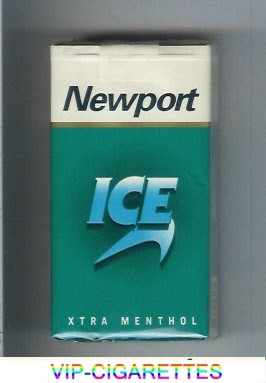 Newport
ICE
XTRA MENTHOL
VIP-CIGARETTES